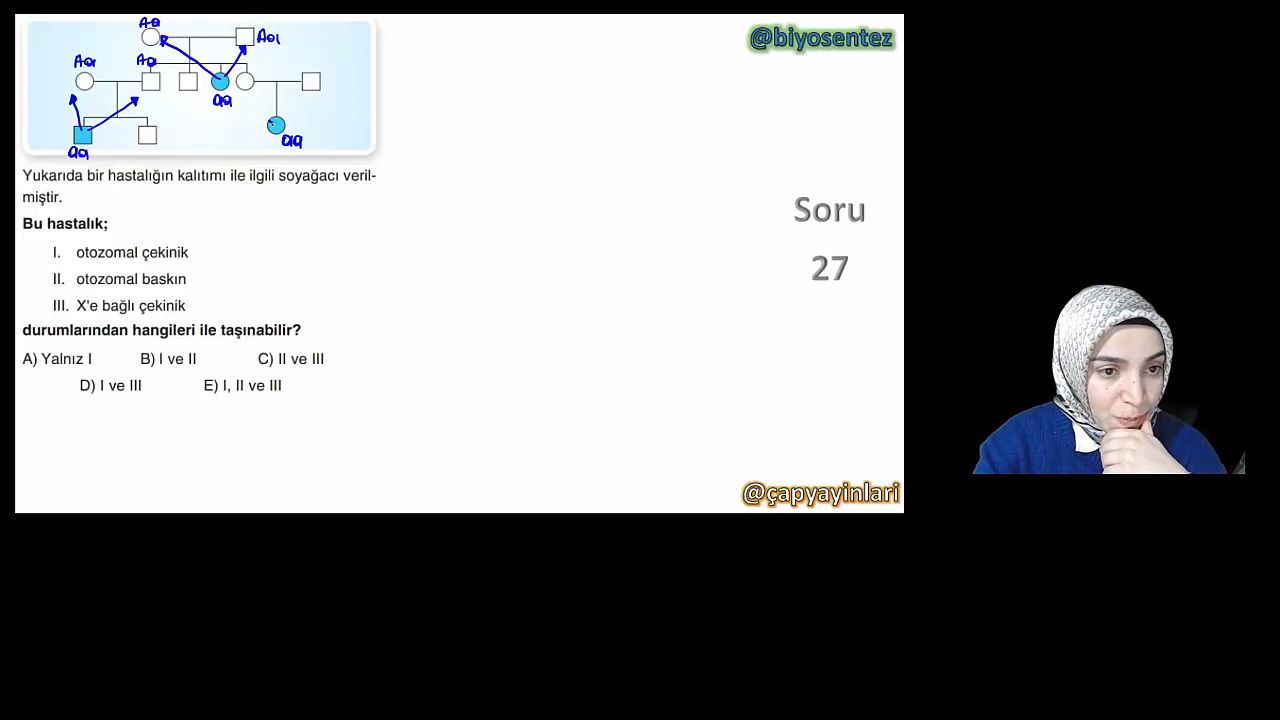 Aa
Aa
Aa
Aa
aa
aa
aa
Yukarıda bir hastalığın kalıtımı ile ilgili soyağacı veril-
miştir.
Bu hastalık;
I. otozomal çekinik
II. otozomal baskın
III. X'e bağlı çekinik
durumlarından hangileri ile taşınabilir?
A) Yalnız I B) I ve II C) II ve III
D) I ve III E) I, II ve III
@biyosentez
Soru
27
@çapyayinlari